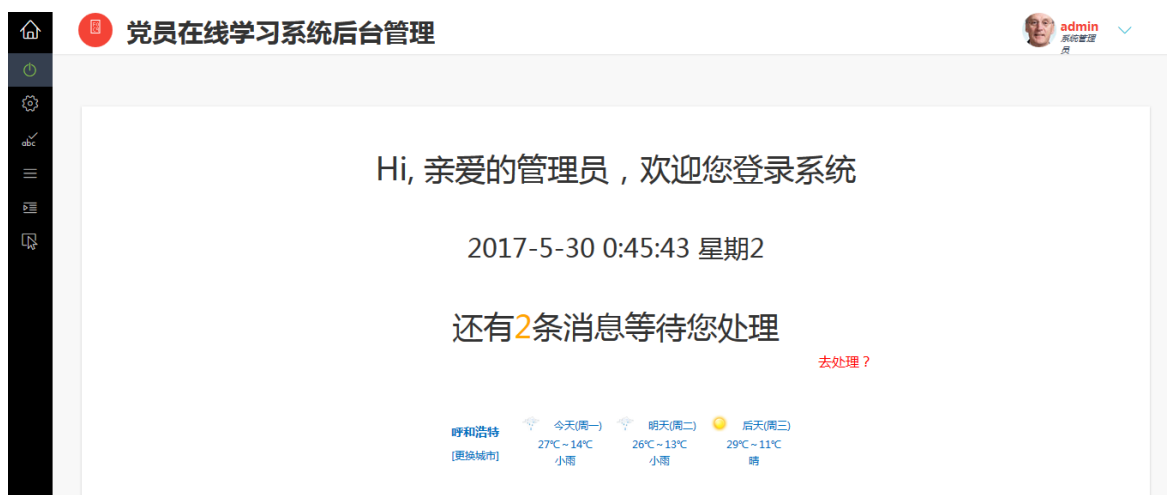 党员在线学习系统后台管理
admin
系统管理
员
abc
Hi, 亲爱的管理员，欢迎您登录系统
2017-5-30 0:45:43 星期2
还有2条消息等待您处理
去处理？
呼和浩特 今天(周一) 明天(周二) 后天(周三)
[更换城市] 27℃～14℃ 26℃～13℃ 29℃～11℃
小雨 小雨 晴